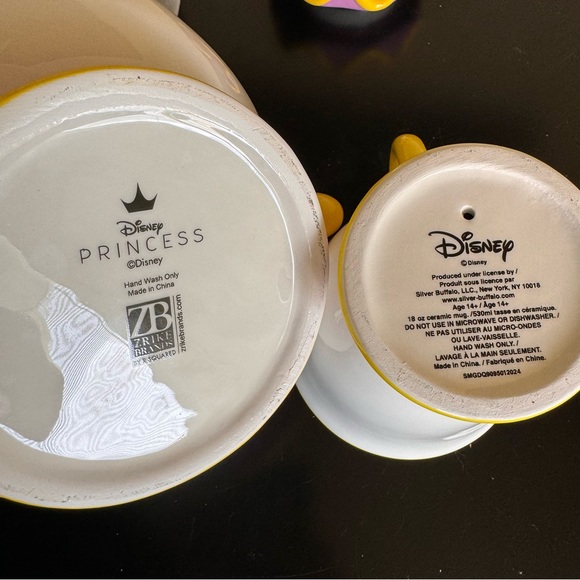 Disney
PRINCESS
©Disney
Hand Wash Only
Made in China
ZB
ZRIKE
BRANDS
zrikebrands.com
SQUARED
Disney
©Disney
Produced under license by /
Produit sous licence par
Silver Buffalo, LLC., New York, NY 10018
www.silver-buffalo.com
Age 14+ / Âge 14+
18 oz ceramic mug. /530ml tasse en céramique.
DO NOT USE IN MICROWAVE OR DISHWASHER. /
NE PAS UTILISER AU MICRO-ONDES
OU LAVE-VAISSELLE.
HAND WASH ONLY. /
LAVAGE À LA MAIN SEULEMENT.
Made in China. / Fabriqué en Chine.
SMGDQ9095012024